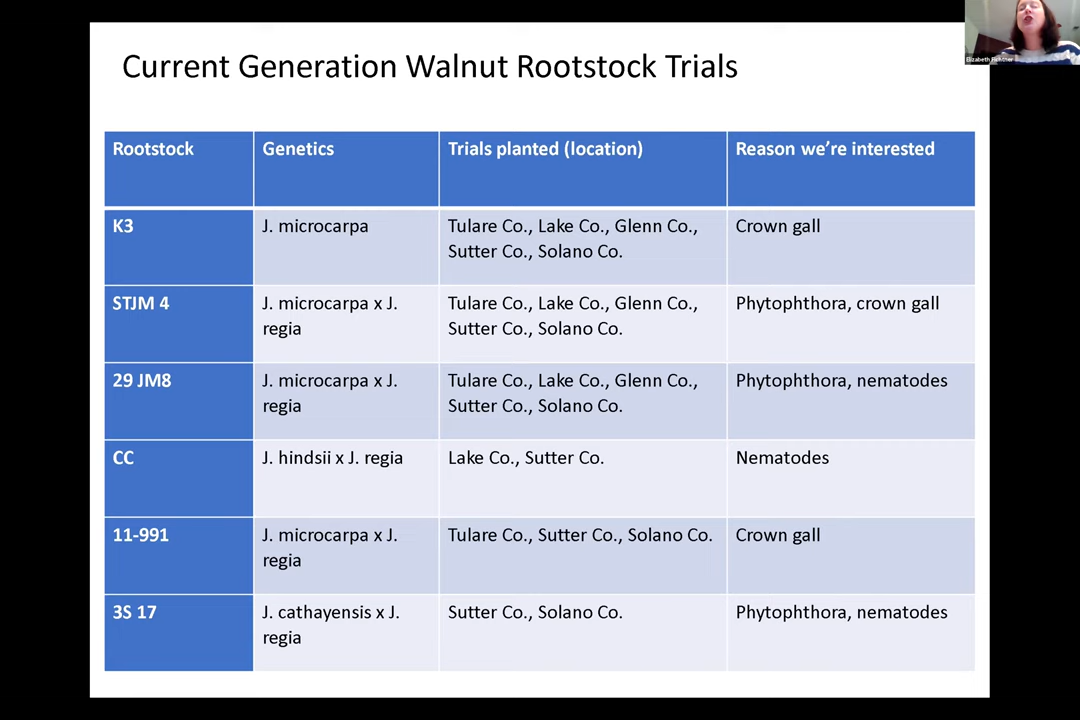 Current Generation Walnut Rootstock Trials
Elizabeth Fichtner
Rootstock
Genetics
Trials planted (location)
Reason we're interested
K3
J. microcarpa
Tulare Co., Lake Co., Glenn Co.,
Sutter Co., Solano Co.
Crown gall
STJM 4
J. microcarpa x J.
regia
Tulare Co., Lake Co., Glenn Co.,
Sutter Co., Solano Co.
Phytophthora, crown gall
29 JM8
J. microcarpa x J.
regia
Tulare Co., Lake Co., Glenn Co.,
Sutter Co., Solano Co.
Phytophthora, nematodes
CC
J. hindsii x J. regia
Lake Co., Sutter Co.
Nematodes
11-991
J. microcarpa x J.
regia
Tulare Co., Sutter Co., Solano Co.
Crown gall
3S 17
J. cathayensis x J.
regia
Sutter Co., Solano Co.
Phytophthora, nematodes